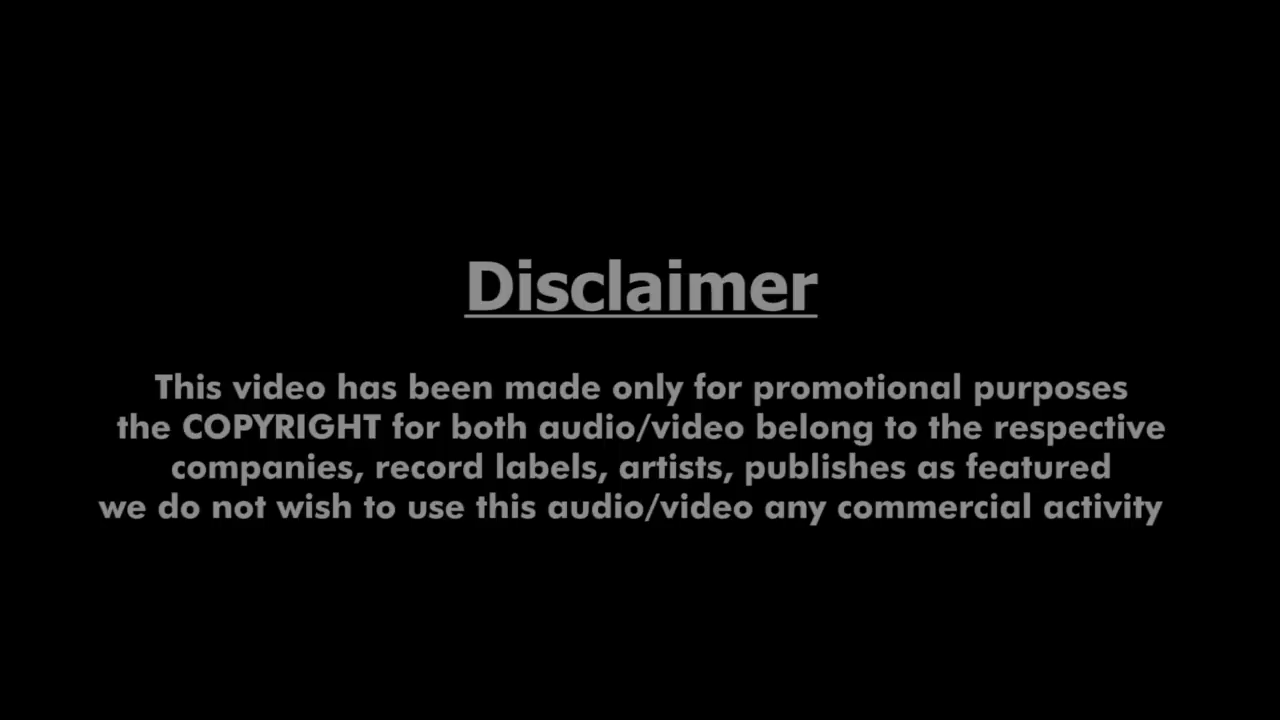 Disclaimer
This video has been made only for promotional purposes
the COPYRIGHT for both audio/video belong to the respective
companies, record labels, artists, publishes as featured
we do not wish to use this audio/video any commercial activity